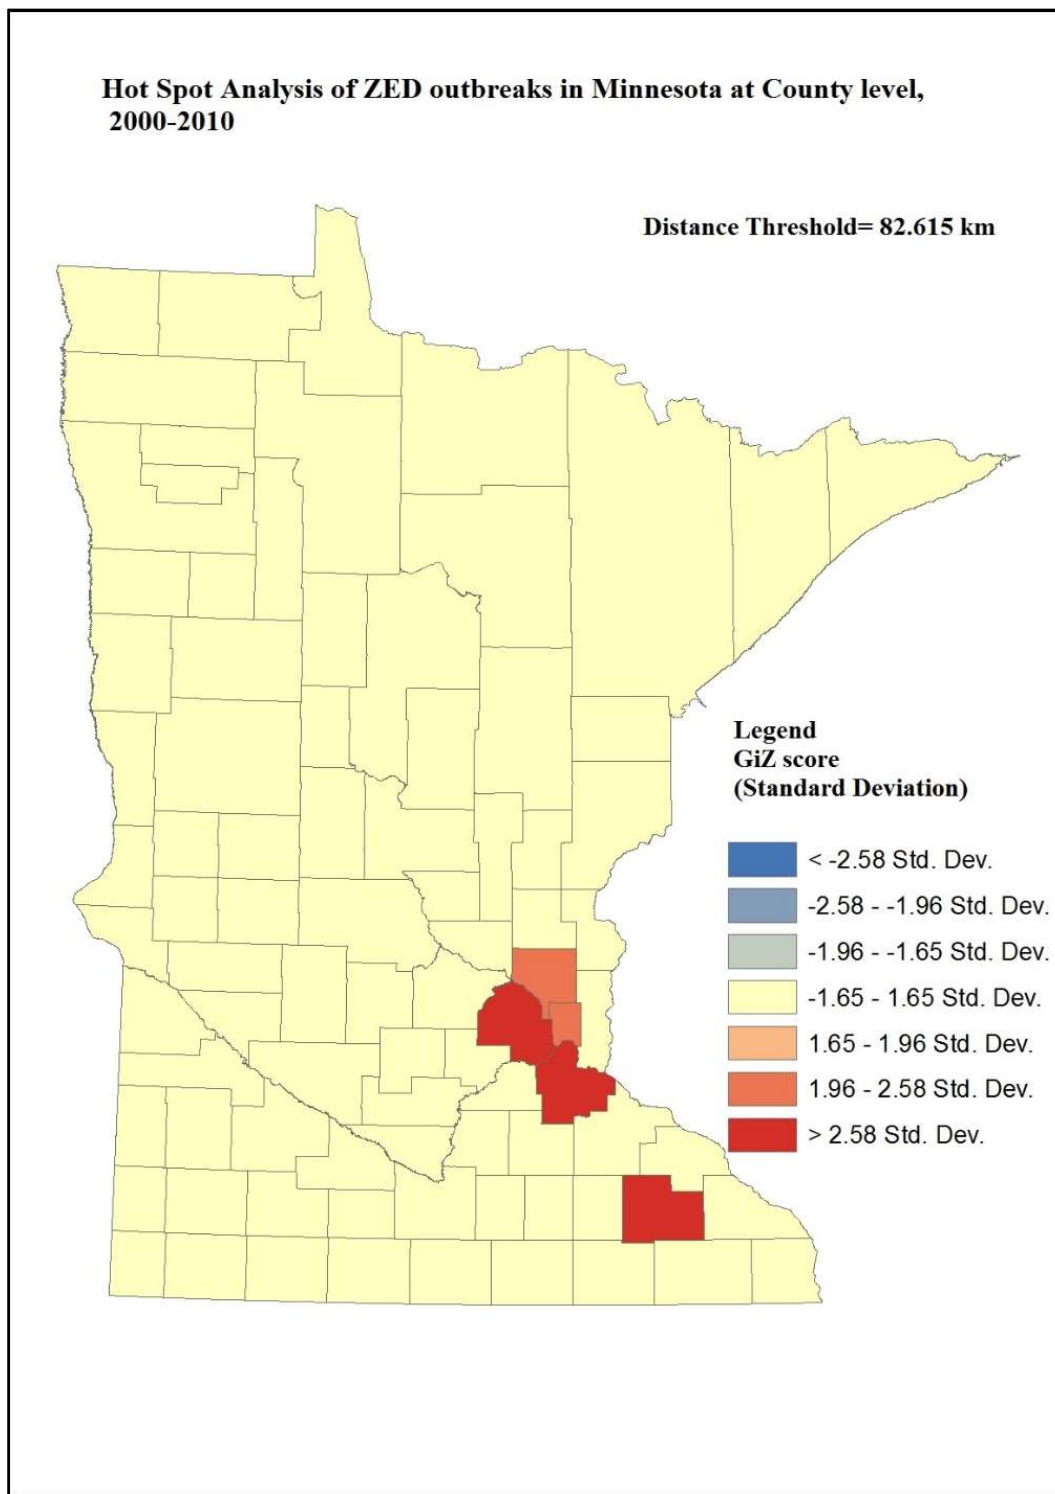 Hot Spot Analysis of ZED outbreaks in Minnesota at County level,
2000-2010
Distance Threshold= 82.615 km
Legend
GiZ score
(Standard Deviation)
< -2.58 Std. Dev.
-2.58 - -1.96 Std. Dev.
-1.96 - -1.65 Std. Dev.
-1.65 - 1.65 Std. Dev.
1.65 - 1.96 Std. Dev.
1.96 - 2.58 Std. Dev.
> 2.58 Std. Dev.